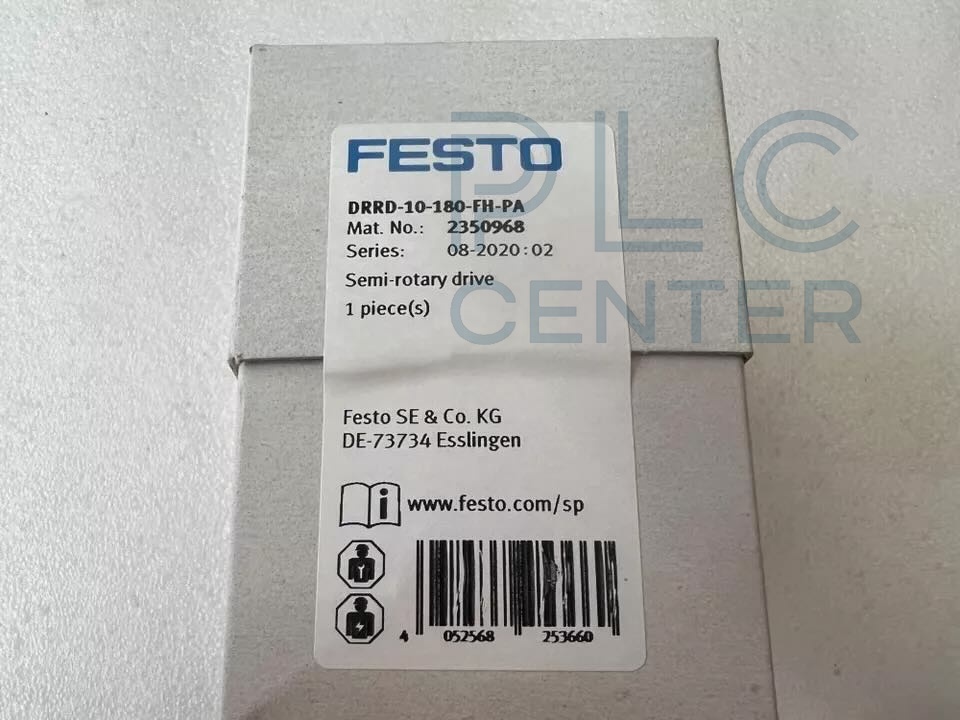 FESTO
DRRD-10-180-FH-PA
Mat. No.: 2350968
Series: 08-2020:02
Semi-rotary drive
1 piece(s)
Festo SE & Co. KG
DE-73734 Esslingen
i www.festo.com/sp
4 052568 253660
PLC
CENTER